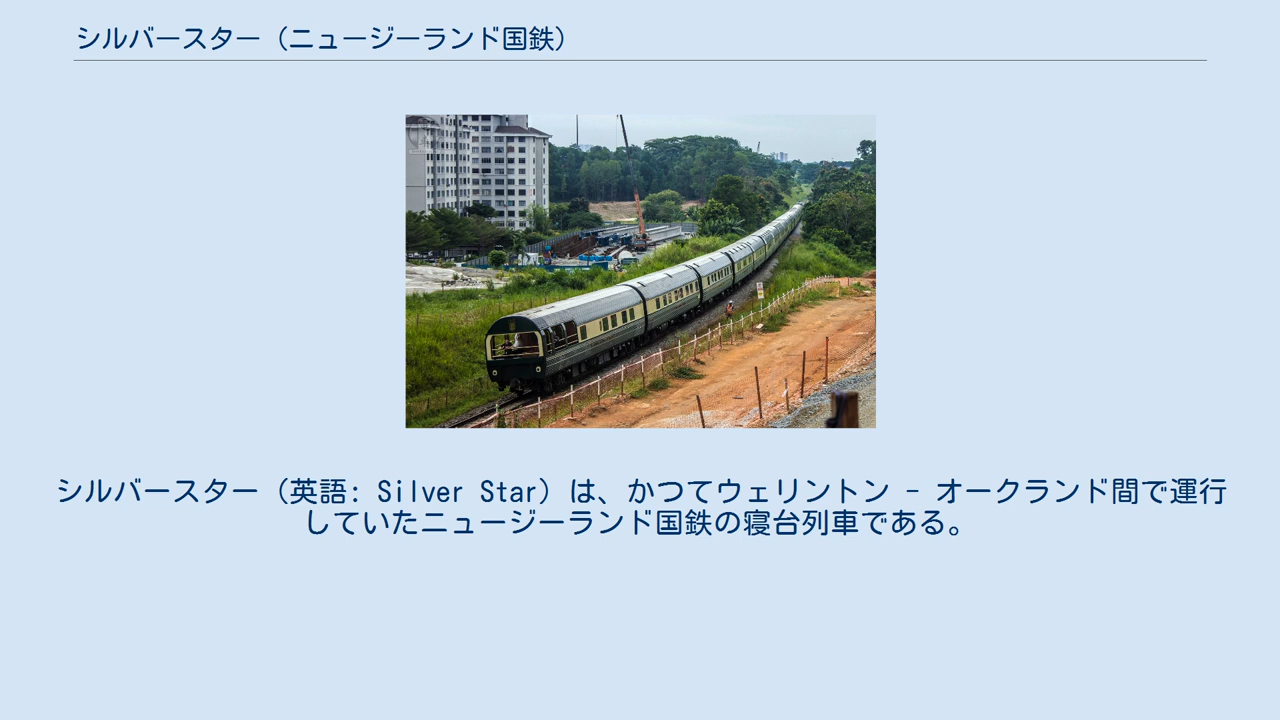 シルバースター（ニュージーランド国鉄）
シルバースター（英語: Silver Star）は、かつてウェリントン - オークランド間で運行
していたニュージーランド国鉄の寝台列車である。